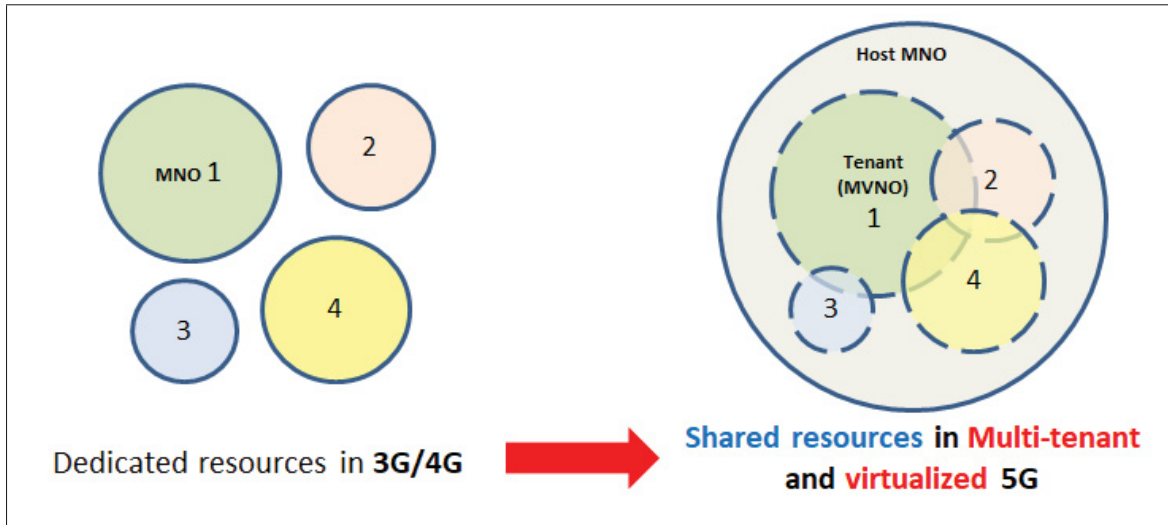 MNO 1
2
3
4
Dedicated resources in 3G/4G
Host MNO
Tenant
(MVNO)
1
2
3
4
Shared resources in Multi-tenant
and virtualized 5G